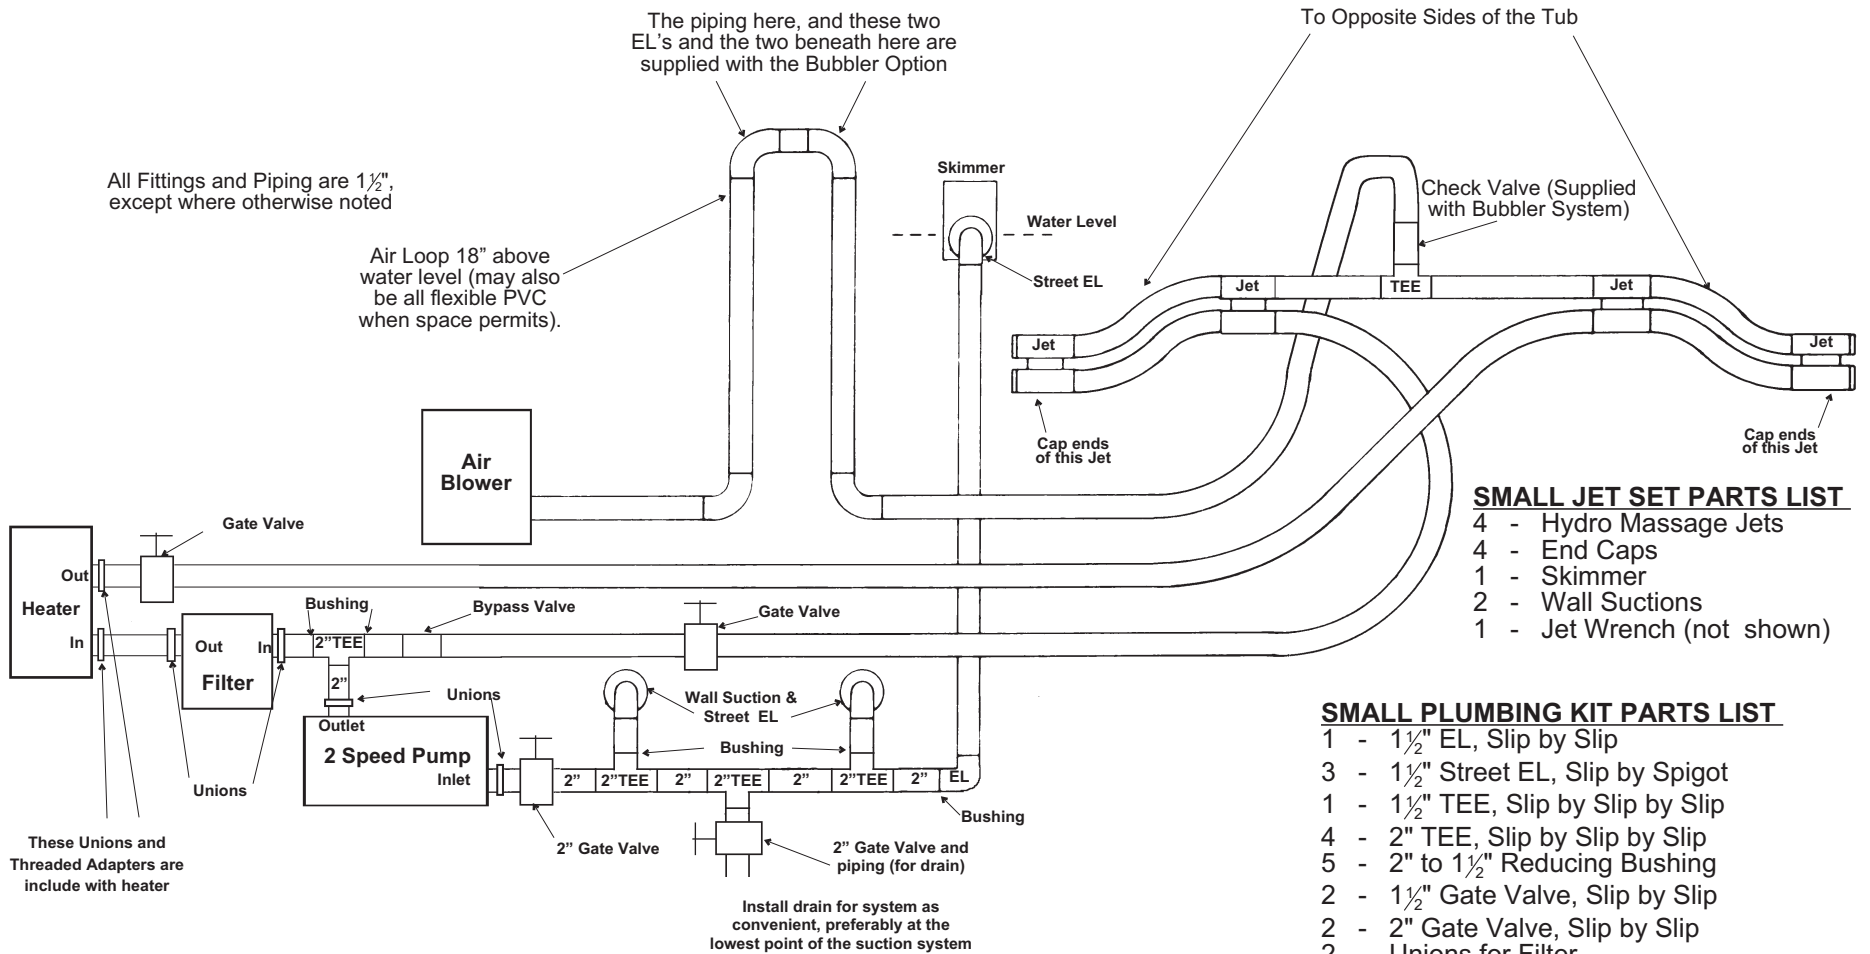 The piping here, and these two
EL's and the two beneath here are
supplied with the Bubbler Option
To Opposite Sides of the Tub
All Fittings and Piping are 1½",
except where otherwise noted
Skimmer
Water Level
Street EL
Check Valve (Supplied
with Bubbler System)
Air Loop 18” above
water level (may also
be all flexible PVC
when space permits).
Jet
TEE
Jet
Jet
Jet
Cap ends
of this Jet
Cap ends
of this Jet
Air
Blower
Gate Valve
Out
Heater
In
Out
In
Filter
Bushing
2”TEE
Bypass Valve
Gate Valve
2”
Unions
Outlet
2 Speed Pump
Inlet
Wall Suction &
Street EL
Bushing
2”
2”TEE
2”
2”TEE
2”
2”TEE
2”
EL
Bushing
Unions
These Unions and
Threaded Adapters are
include with heater
2” Gate Valve
2” Gate Valve and
piping (for drain)
Install drain for system as
convenient, preferably at the
lowest point of the suction system
SMALL JET SET PARTS LIST
4 - Hydro Massage Jets
4 - End Caps
1 - Skimmer
2 - Wall Suctions
1 - Jet Wrench (not shown)
SMALL PLUMBING KIT PARTS LIST
1 - 1½" EL, Slip by Slip
3 - 1½" Street EL, Slip by Spigot
1 - 1½" TEE, Slip by Slip by Slip
4 - 2" TEE, Slip by Slip by Slip
5 - 2" to 1½" Reducing Bushing
2 - 1½" Gate Valve, Slip by Slip
2 - 2" Gate Valve, Slip by Slip
2 - Unions for Filter